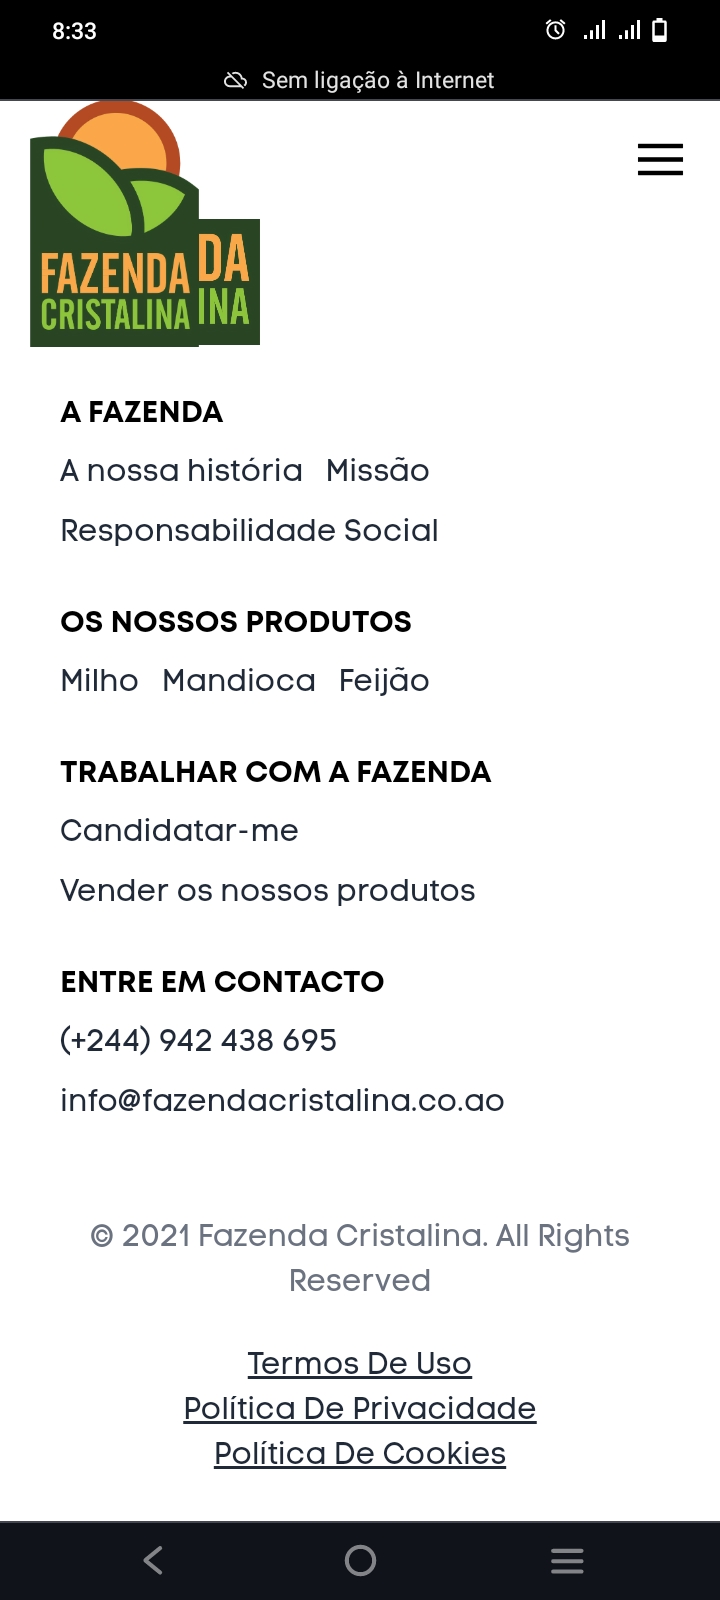 8:33
Sem ligação à Internet
FAZENDA DA
CRISTALINA INA
A FAZENDA
A nossa história Missão
Responsabilidade Social
OS NOSSOS PRODUTOS
Milho Mandioca Feijão
TRABALHAR COM A FAZENDA
Candidatar-me
Vender os nossos produtos
ENTRE EM CONTACTO
(+244) 942 438 695
info@fazendacristalina.co.ao
© 2021 Fazenda Cristalina. All Rights
Reserved
Termos De Uso
Política De Privacidade
Política De Cookies